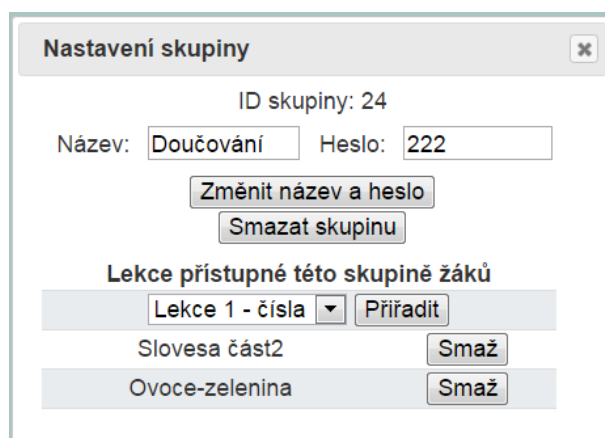 Nastavení skupiny
ID skupiny: 24
Název: Doučování Heslo: 222
Změnit název a heslo
Smazat skupinu
Lekce přístupné této skupině žáků
Lekce 1 - čísla Přiřadit
Slovesa část2 Smaž
Ovoce-zelenina Smaž